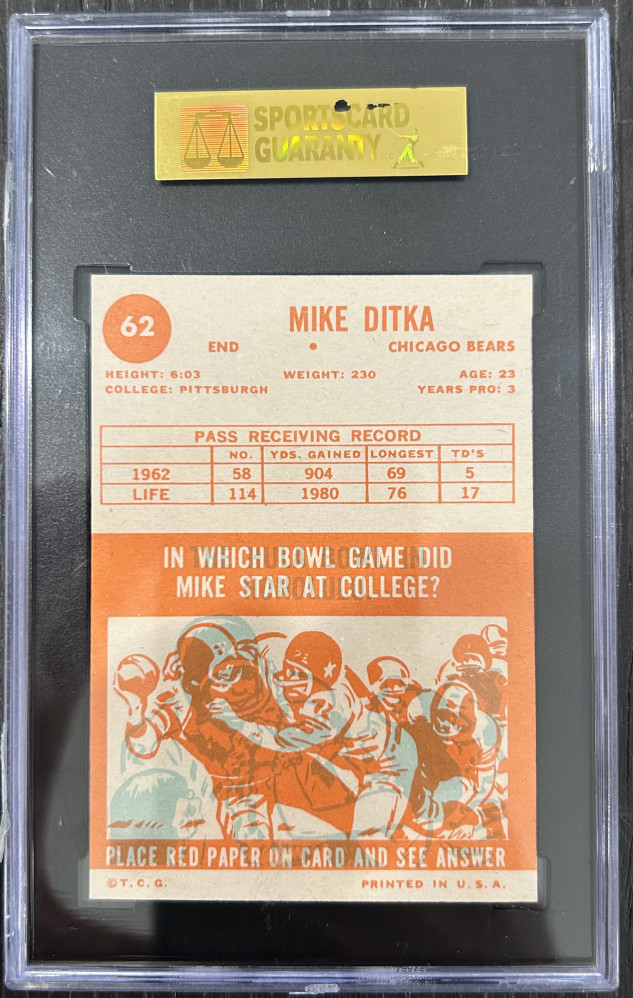 SPORTSCARD
GUARANTY
62
MIKE DITKA
END • CHICAGO BEARS
HEIGHT: 6:03 WEIGHT: 230 AGE: 23
COLLEGE: PITTSBURGH YEARS PRO: 3
PASS RECEIVING RECORD
NO. YDS. GAINED LONGEST TD'S
1962 58 904 69 5
LIFE 114 1980 76 17
IN WHICH BOWL GAME DID
MIKE STAR AT COLLEGE?
PLACE RED PAPER ON CARD AND SEE ANSWER
©T.C.G. PRINTED IN U.S.A.